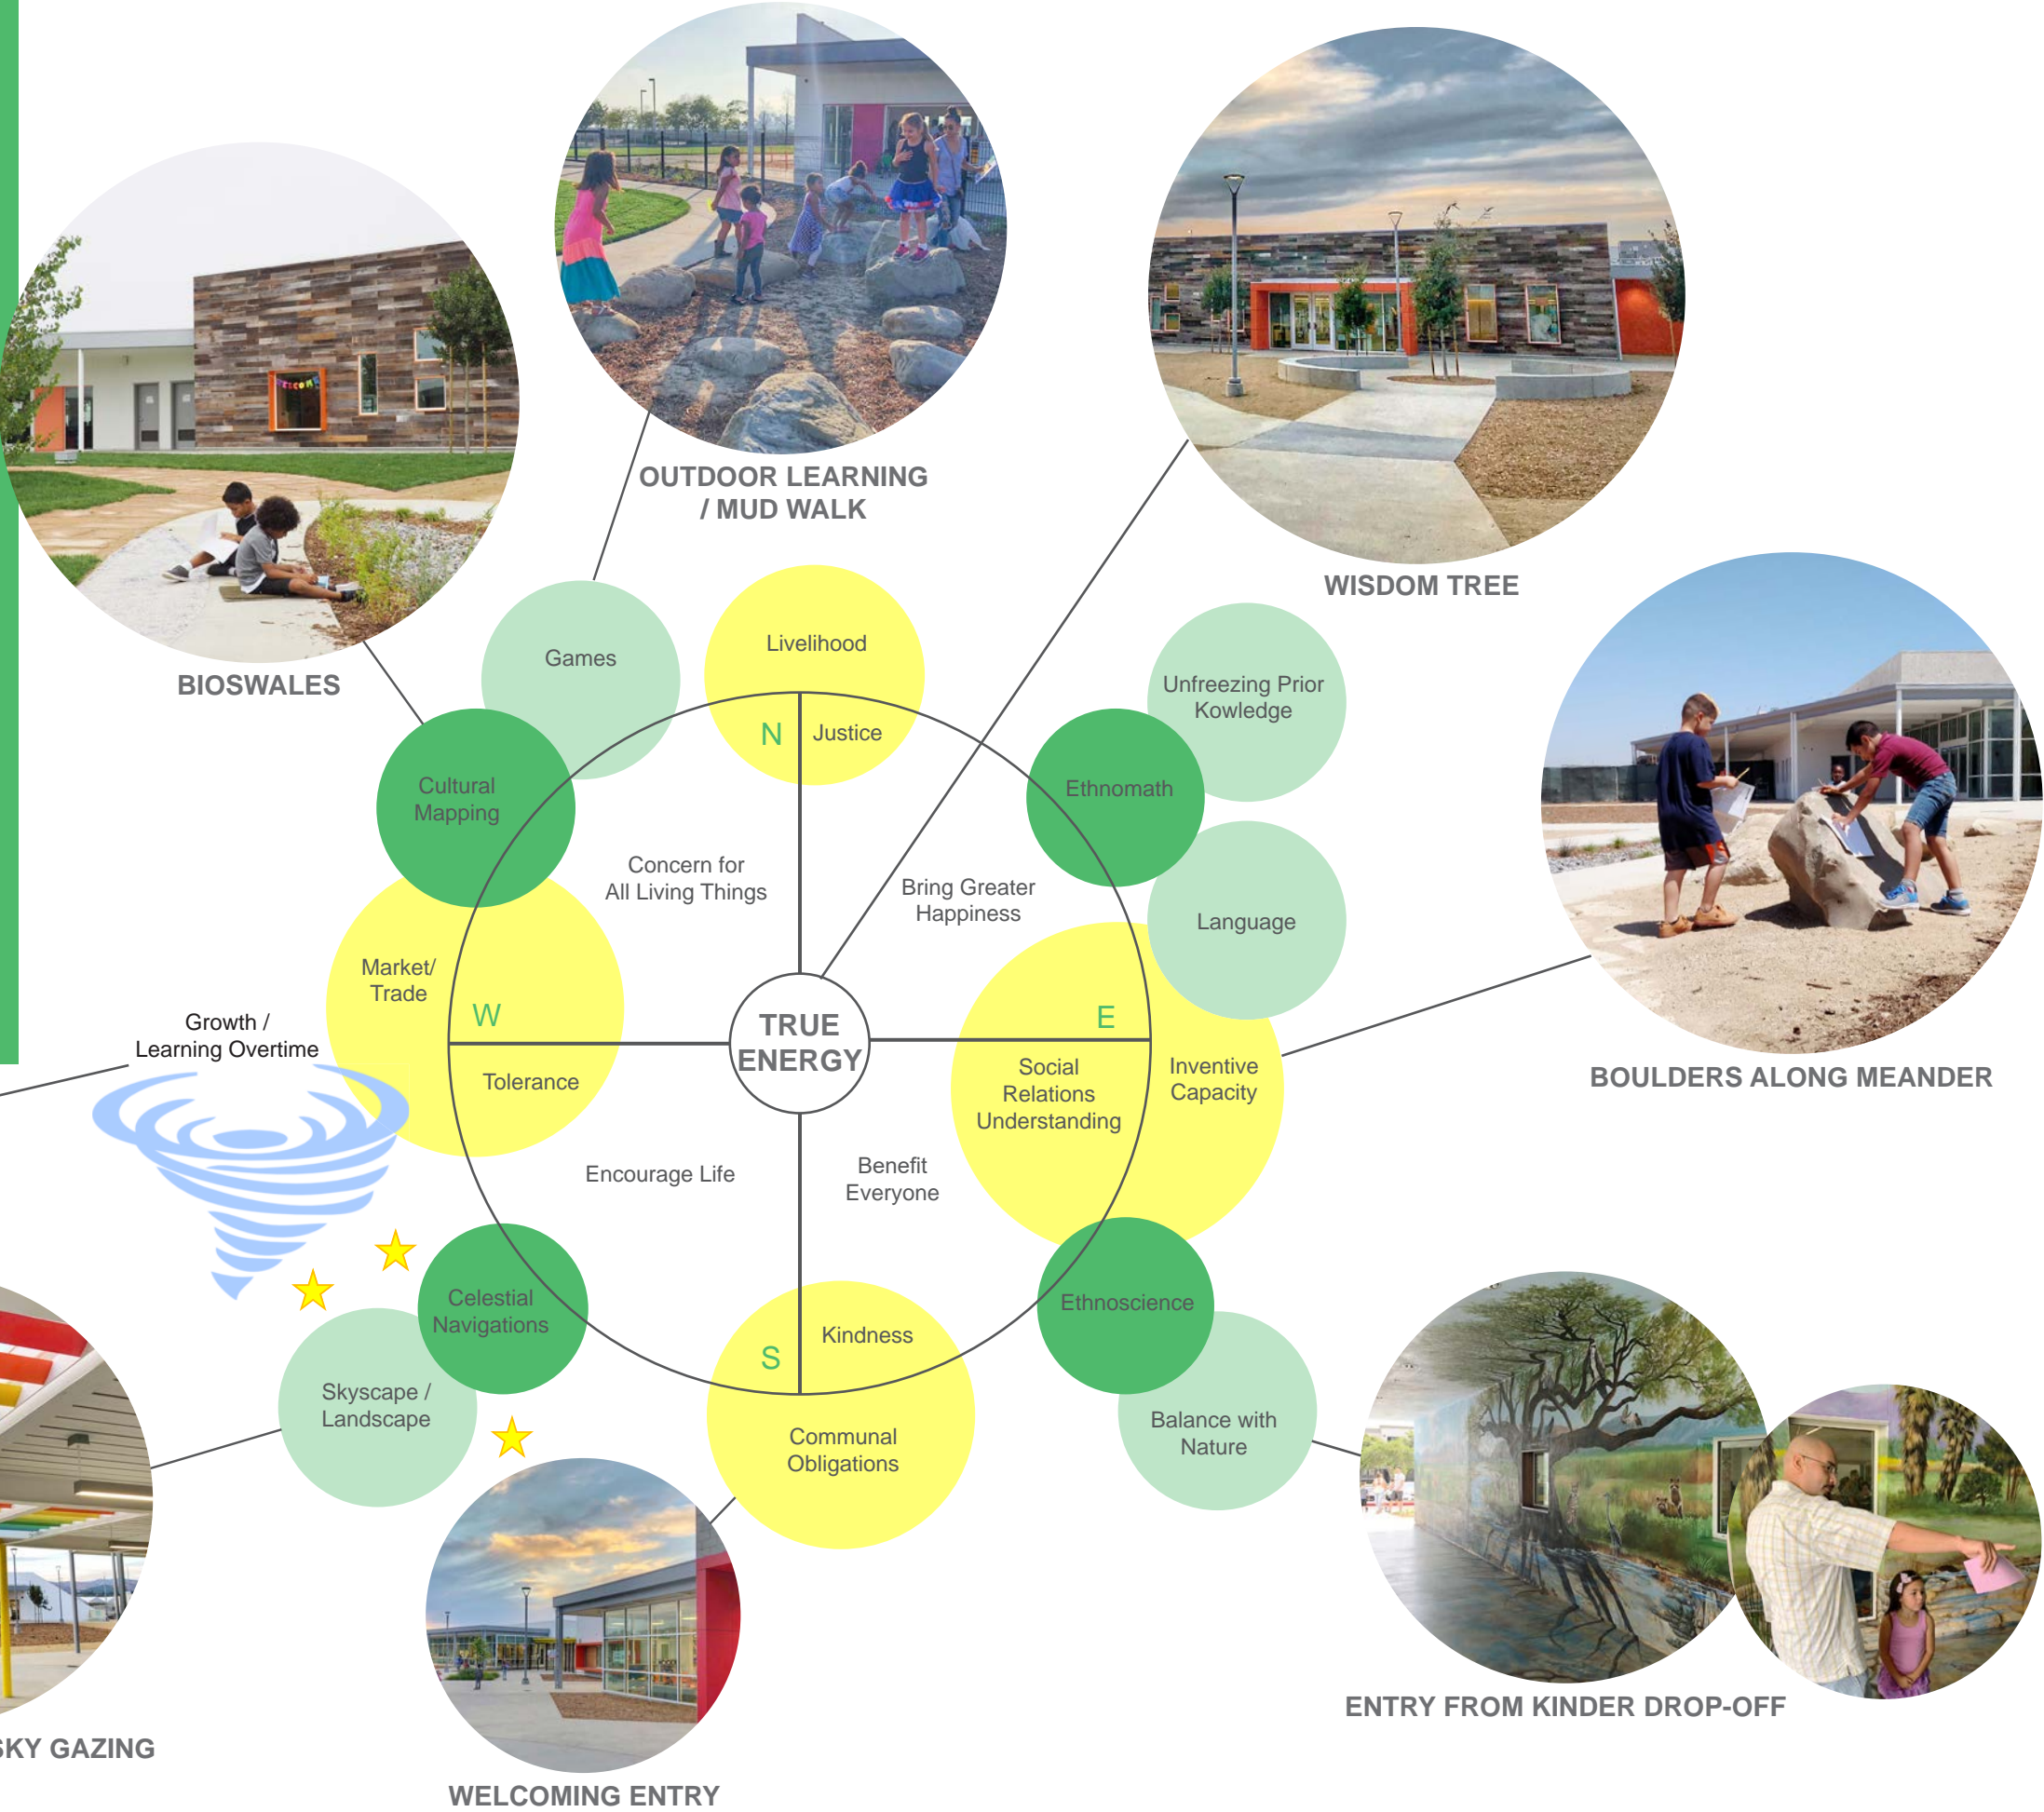 WELCOME
OUTDOOR LEARNING
/ MUD WALK
WISDOM TREE
BIOSWALES
Games
Livelihood
Unfreezing Prior
Kowledge
N
Justice
Cultural
Mapping
Ethnomath
Concern for
All Living Things
Bring Greater
Happiness
Language
Market/
Trade
W
E
TRUE
ENERGY
Growth /
Learning Overtime
Tolerance
Social
Relations
Understanding
Inventive
Capacity
BOULDERS ALONG MEANDER
Encourage Life
Benefit
Everyone
Celestial
Navigations
Ethnoscience
Kindness
S
Skyscape /
Landscape
Communal
Obligations
Balance with
Nature
ENTRY FROM KINDER DROP-OFF
SKY GAZING
WELCOMING ENTRY